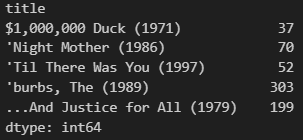 title
$1,000,000 Duck (1971) 37
'Night Mother (1986) 70
'Til There Was You (1997) 52
'burbs, The (1989) 303
...And Justice for All (1979) 199
dtype: int64